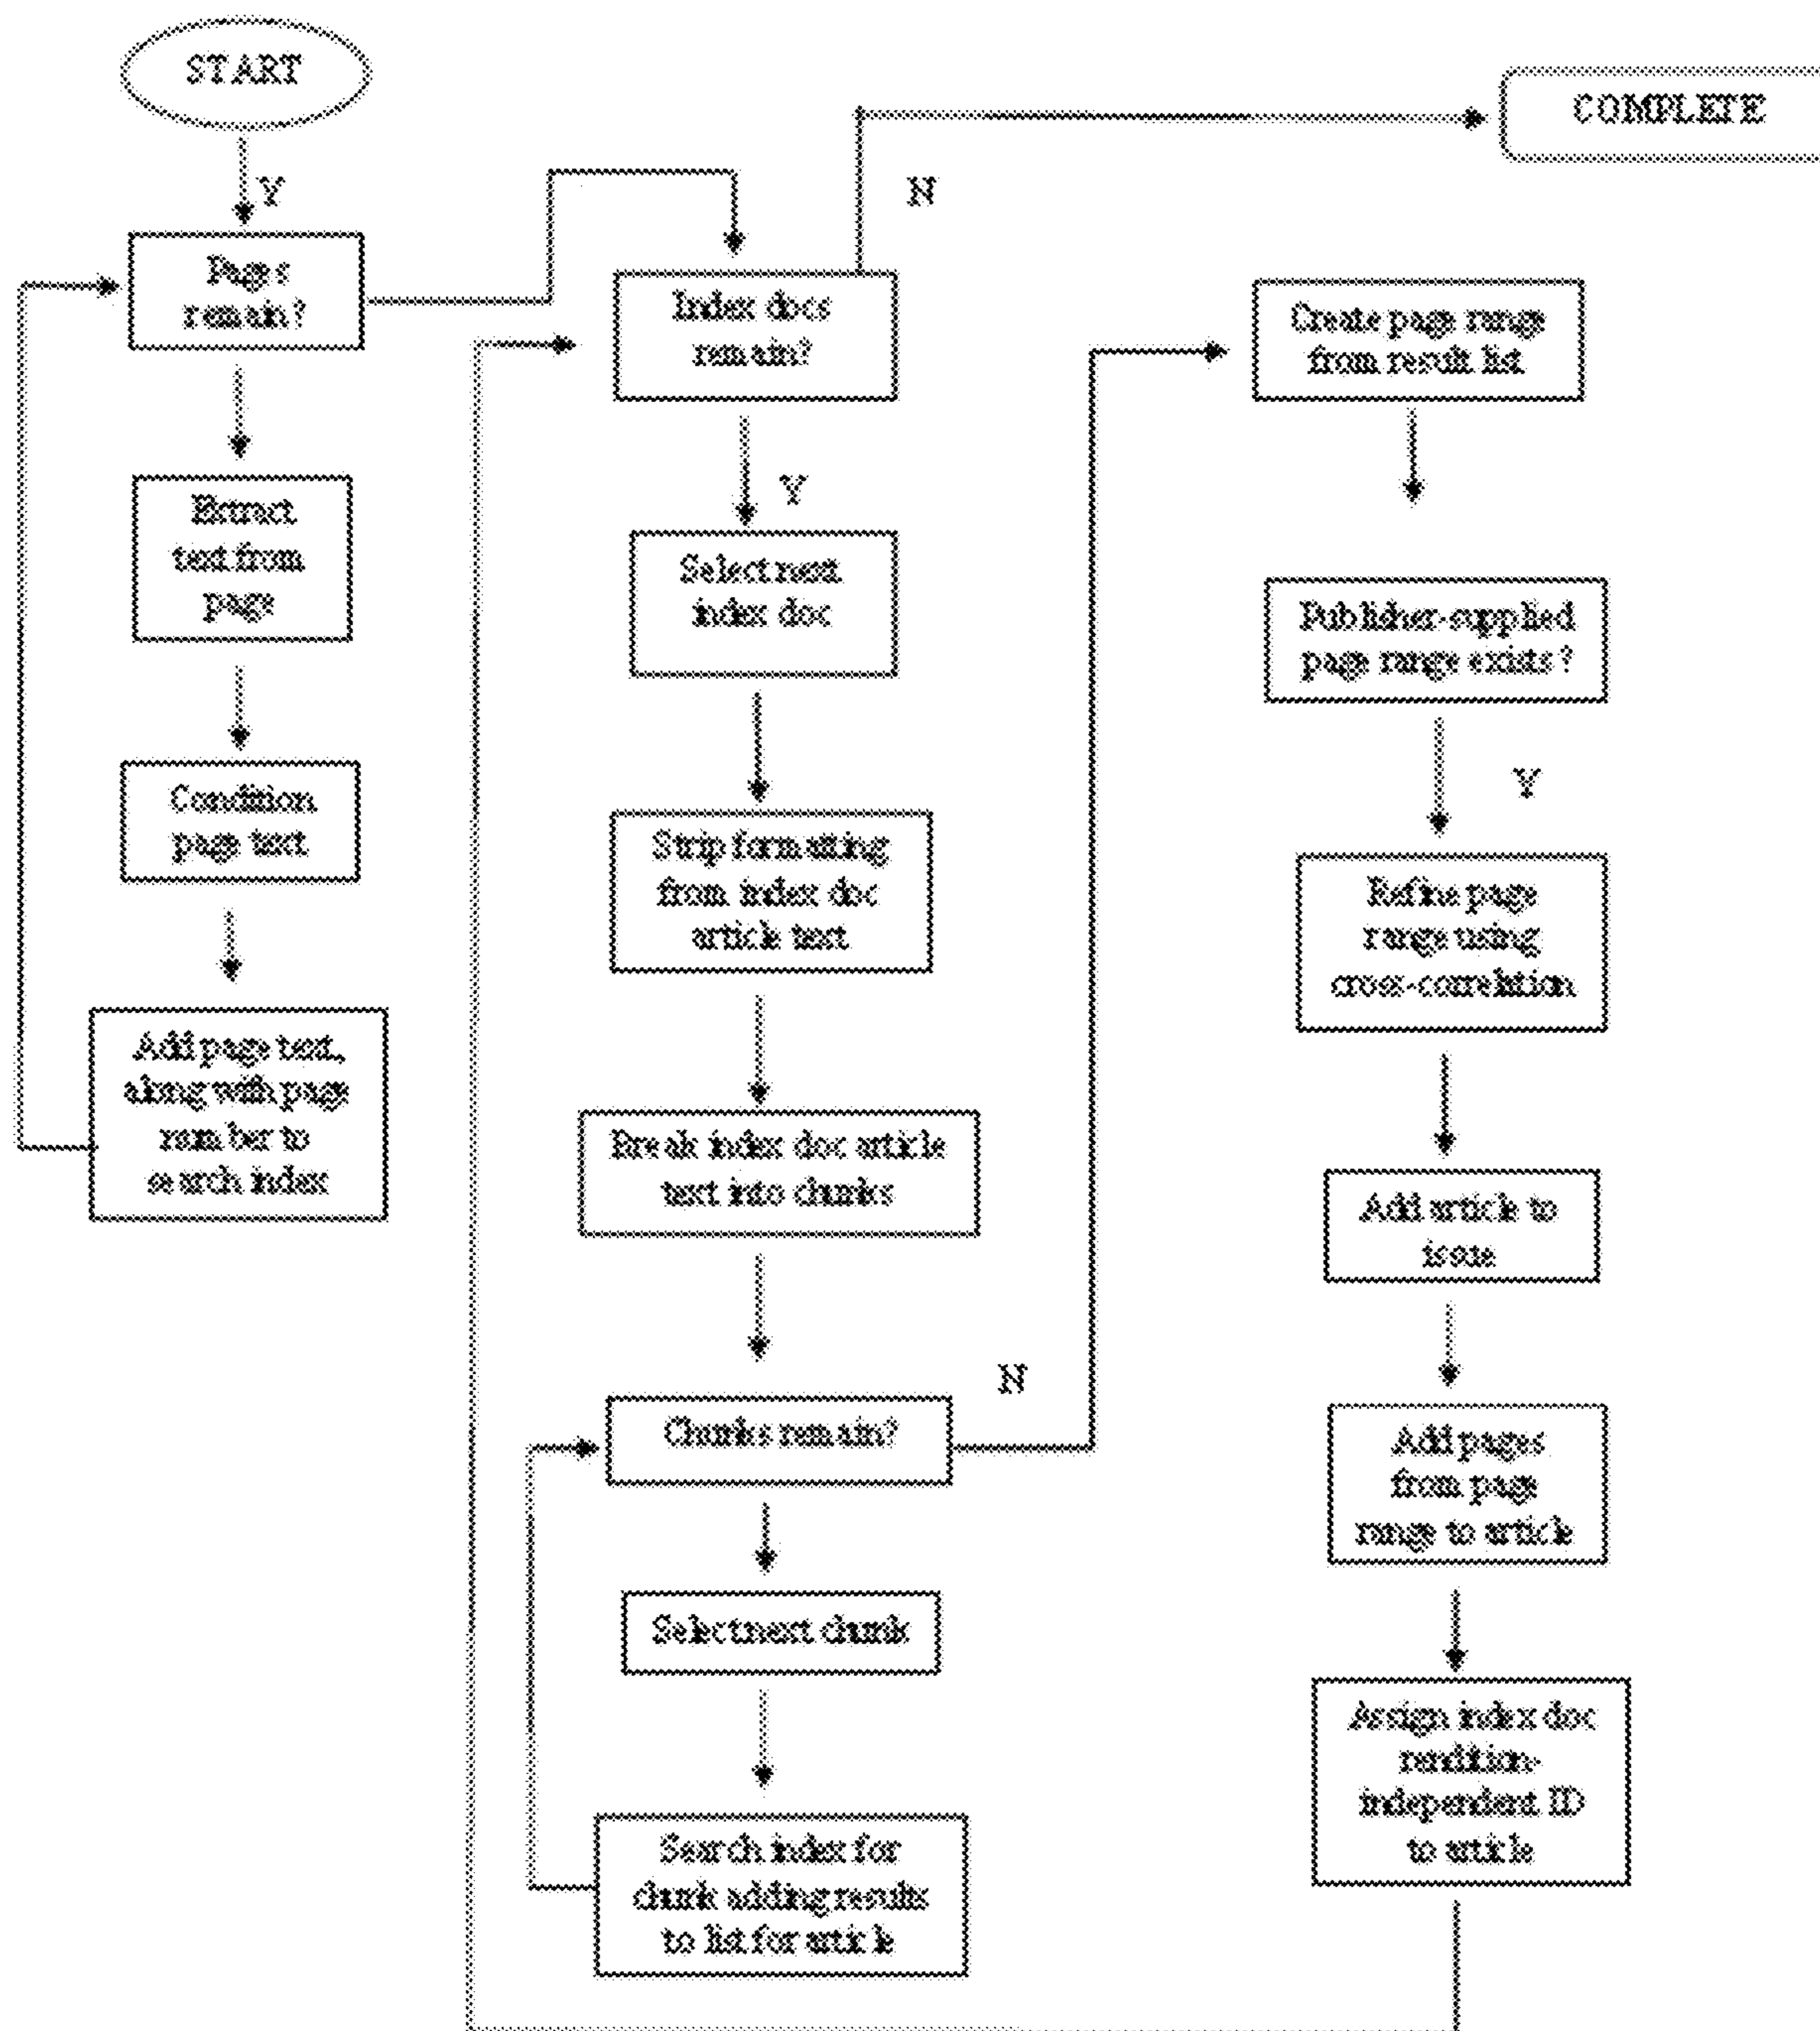 START
Y
Pages
remain?
Extract
text from
page
Condition
page text
Add page text,
along with page
number to
search index
Index docs
remain?
N
COMPLETE
Y
Select next
index doc
Strip formatting
from index doc
article text
Break index doc article
text into chunks
Chunks remain?
N
Select next chunk
Search index for
chunk adding results
to list for article
Create page range
from result list
Publisher-supplied
page range exists?
Y
Refine page
range using
cross-correlation
Add article to
issue
Add pages
from page
range to article
Assign index doc
rendition-
independent ID
to article